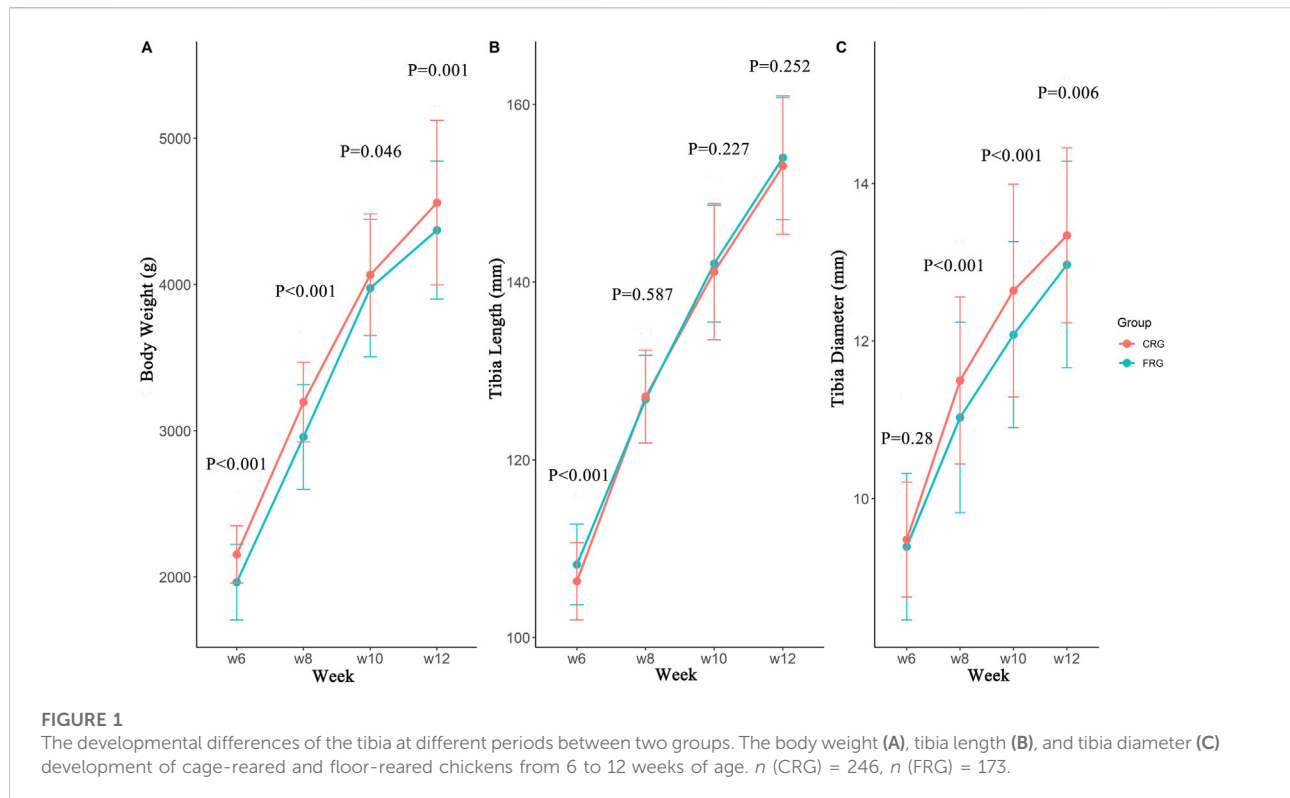 A
P=0.001
5000
P=0.046
Body Weight (g)
4000
P<0.001
3000
P<0.001
2000
w6 w8 w10 w12
Week
B
P=0.252
160
P=0.227
Tibia Length (mm)
140
P=0.587
120
P<0.001
100
w6 w8 w10 w12
Week
C
P=0.006
P<0.001
14
P<0.001
Tibia Diameter (mm)
12
P=0.28
10
w6 w8 w10 w12
Week
Group
CRG
FRG
FIGURE 1
The developmental differences of the tibia at different periods between two groups. The body weight (A), tibia length (B), and tibia diameter (C)
development of cage-reared and floor-reared chickens from 6 to 12 weeks of age. n (CRG) = 246, n (FRG) = 173.